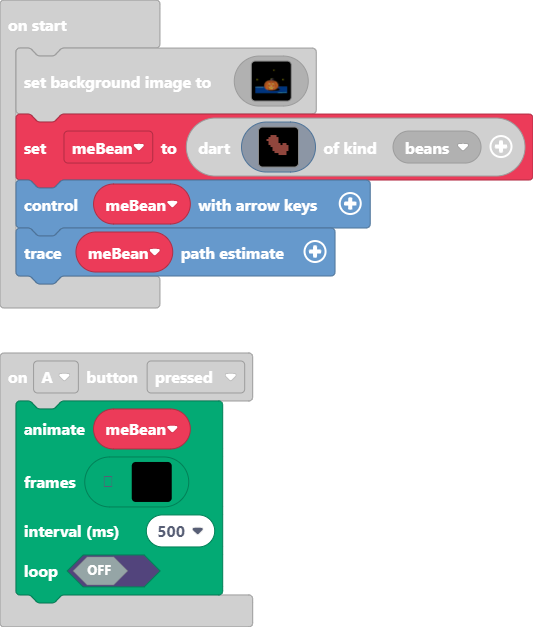 on start
set background image to
set meBean to dart of kind beans
control meBean with arrow keys
trace meBean path estimate
on A button pressed
animate meBean
frames
interval (ms) 500
loop OFF